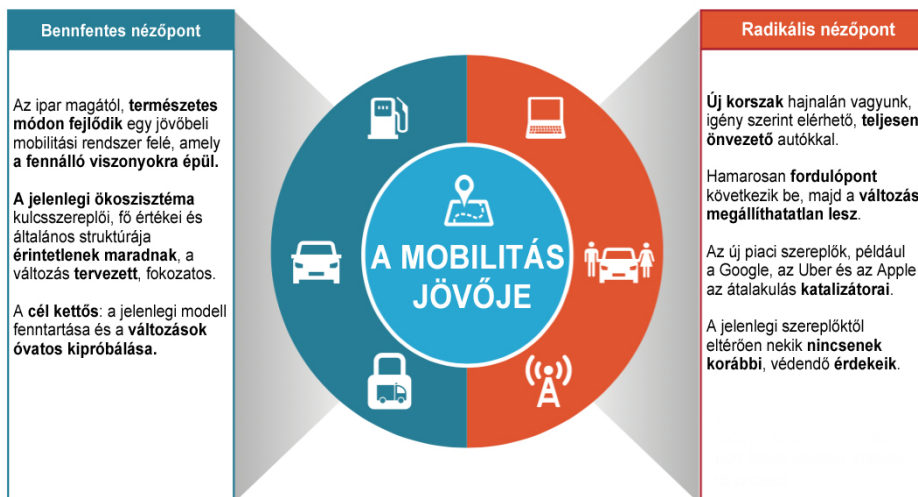 Bennfentes nézőpont
Az ipar magától, természetes
módon fejlődik egy jövőbeli
mobilitási rendszer felé, amely
a fennálló viszonyokra épül.
A jelenlegi ökoszisztéma
kulcsszereplői, fő értékei és
általános struktúrája
érintetlenek maradnak, a
változás tervezett, fokozatos.
A cél kettős: a jelenlegi modell
fenntartása és a változások
óvatos kipróbálása.
A MOBILITÁS
JÖVŐJE
Radikális nézőpont
Új korszak hajnalán vagyunk,
igény szerint elérhető, teljesen
önvezető autókkal.
Hamarosan fordulópont
következik be, majd a változás
megállíthatatlan lesz.
Az új piaci szereplők, például
a Google, az Uber és az Apple
az átalakulás katalizátorai.
A jelenlegi szereplőktől
eltérően nekik nincsenek
korábbi, védendő érdekeik.